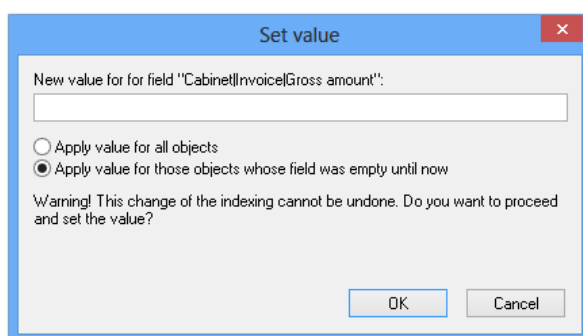 Set value
New value for for field "Cabinet|Invoice|Gross amount":
Apply value for all objects
Apply value for those objects whose field was empty until now
Warning! This change of the indexing cannot be undone. Do you want to proceed
and set the value?
OK Cancel